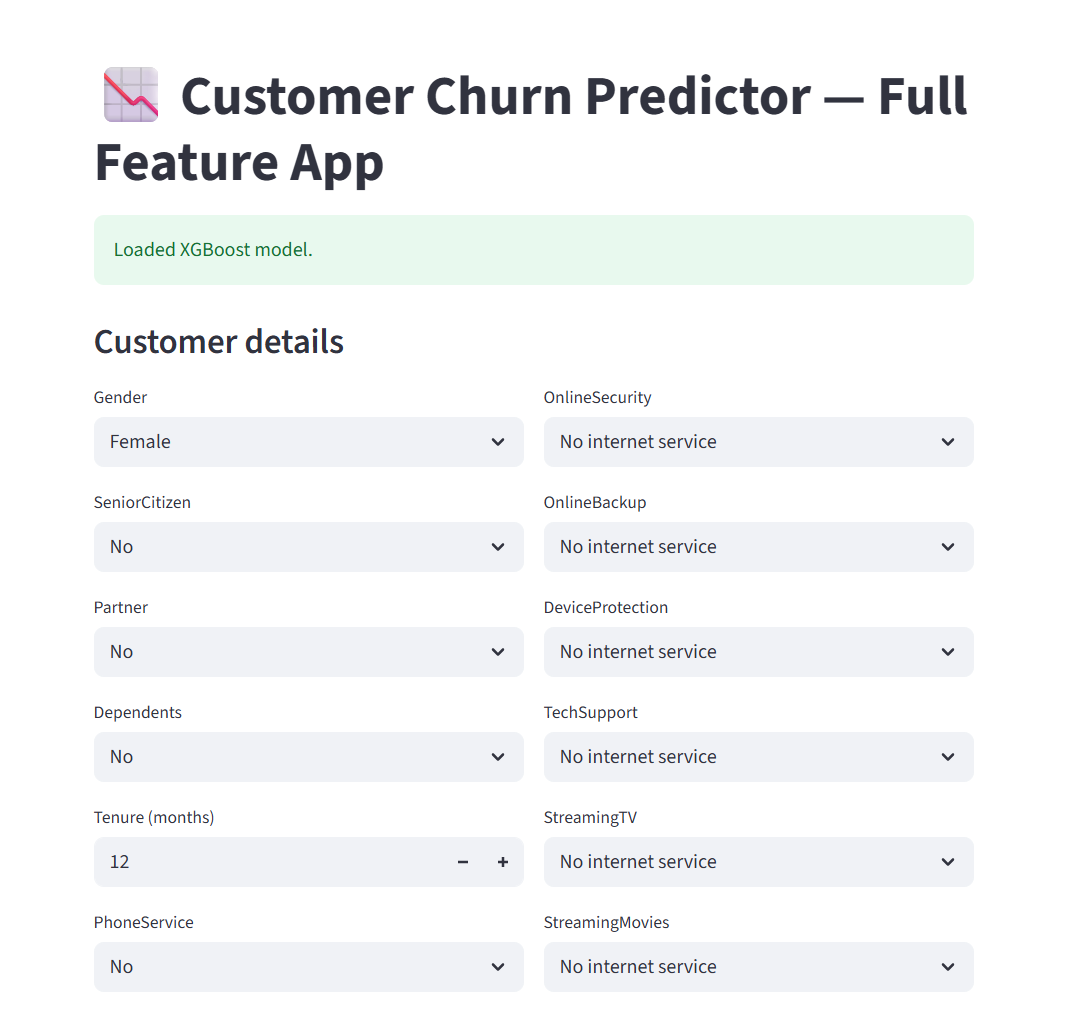 Customer Churn Predictor — Full
Feature App
Loaded XGBoost model.
Customer details
Gender
Female
SeniorCitizen
No
Partner
No
Dependents
No
Tenure (months)
12
PhoneService
No
OnlineSecurity
No internet service
OnlineBackup
No internet service
DeviceProtection
No internet service
TechSupport
No internet service
StreamingTV
No internet service
StreamingMovies
No internet service